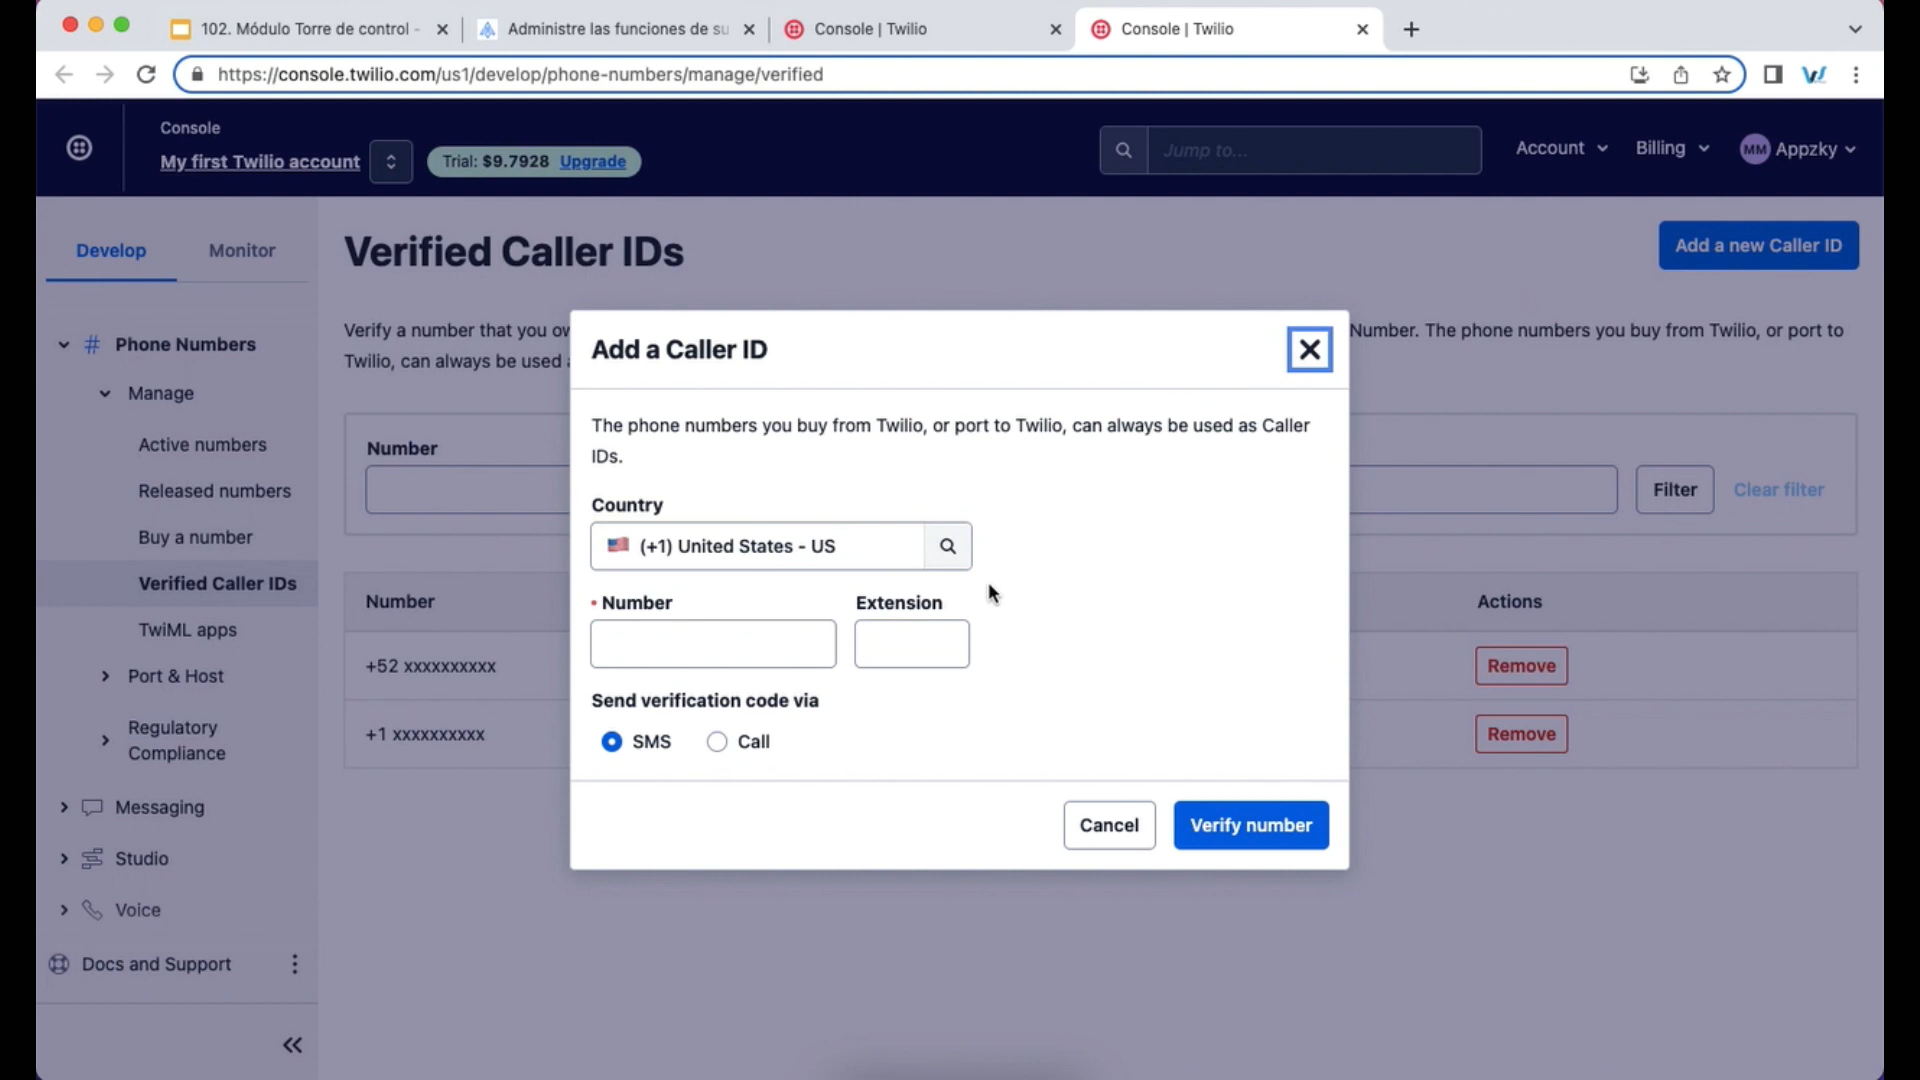 102. Módulo Torre de control -
Administre las funciones de su
Console | Twilio
Console | Twilio
https://console.twilio.com/us1/develop/phone-numbers/manage/verified
Console
My first Twilio account
Trial: $9.7928 Upgrade
Jump to...
Account
Billing
MM Appzky
Develop
Monitor
Phone Numbers
Manage
Active numbers
Released numbers
Buy a number
Verified Caller IDs
TwiML apps
Port & Host
Regulatory
Compliance
Messaging
Studio
Voice
Docs and Support
Verified Caller IDs
Add a new Caller ID
Verify a number that you ow
Number. The phone numbers you buy from Twilio, or port to
Twilio, can always be used a
Number
Filter
Clear filter
Number
Actions
+52 xxxxxxxxxx
Remove
+1 xxxxxxxxxx
Remove
Add a Caller ID
The phone numbers you buy from Twilio, or port to Twilio, can always be used as Caller
IDs.
Country
(+1) United States - US
Number
Extension
Send verification code via
SMS
Call
Cancel
Verify number